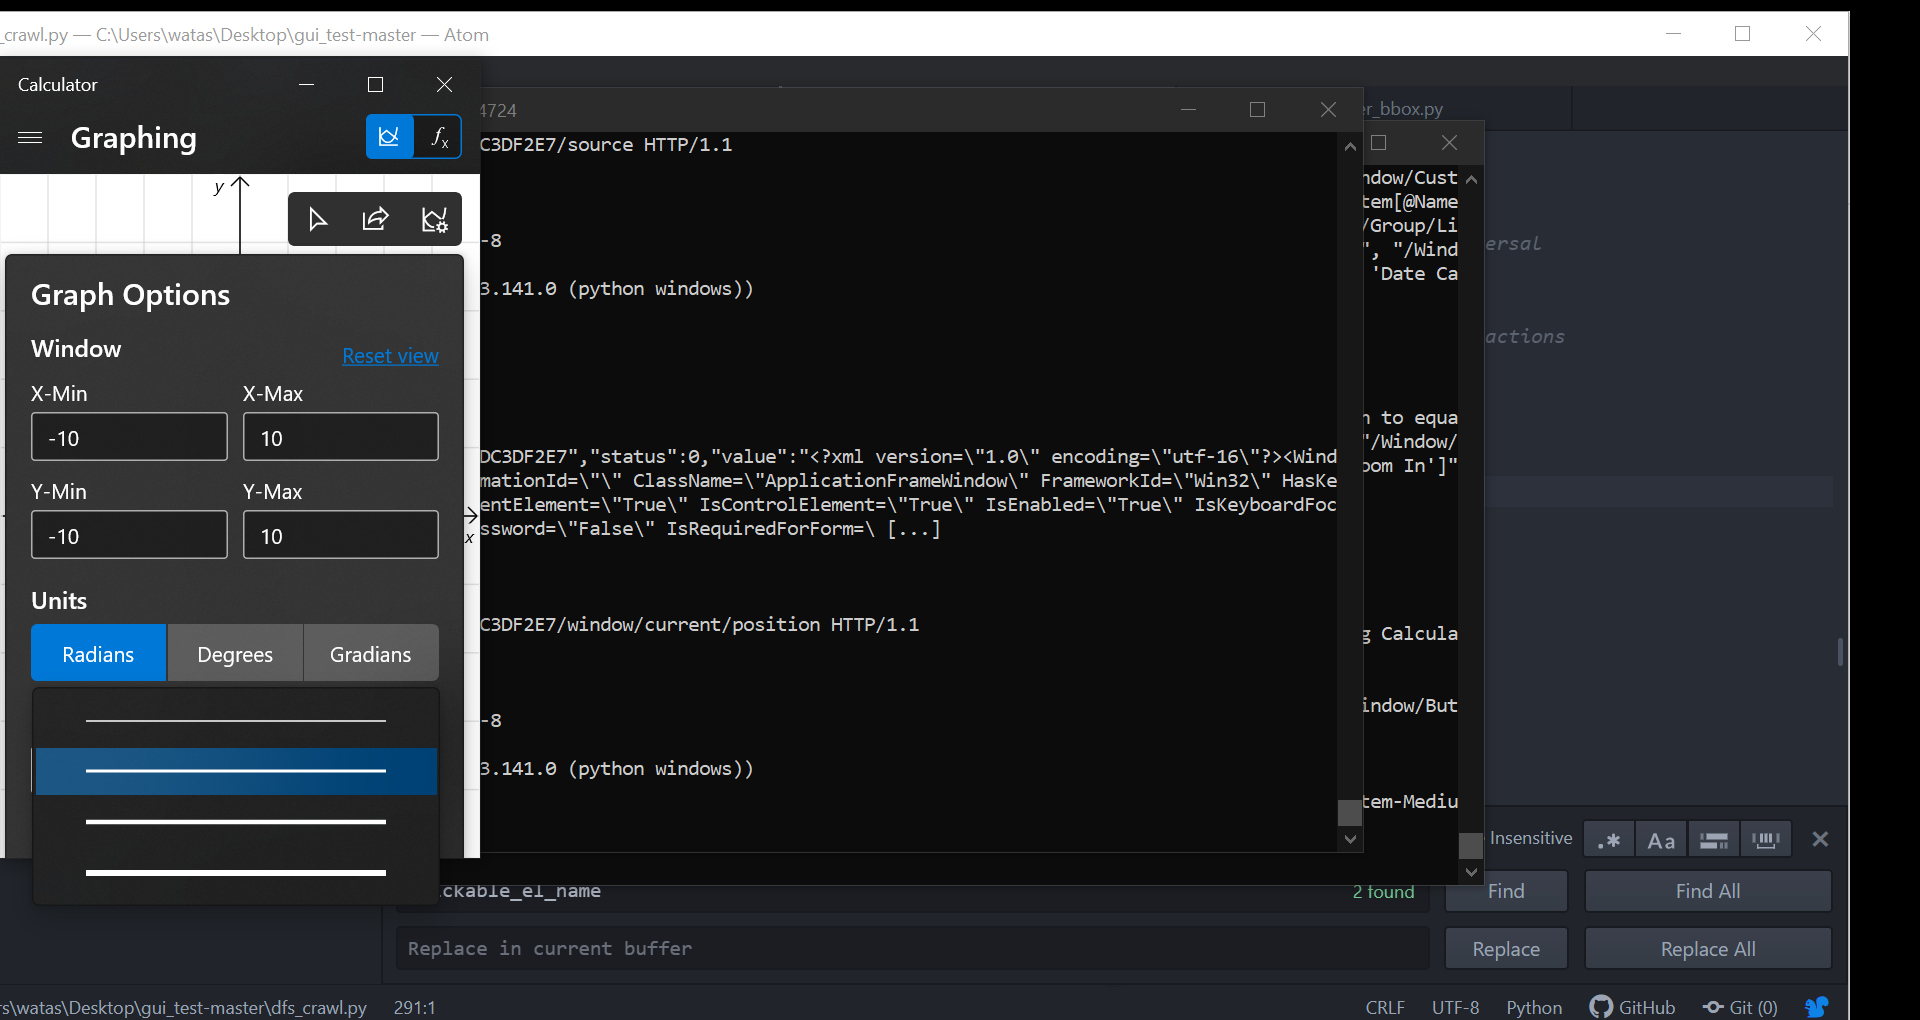 _crawl.py — C:\Users\watas\Desktop\gui_test-master — Atom
Calculator
Graphing
fx
y
Graph Options
Window
Reset view
X-Min
X-Max
-10
10
Y-Min
Y-Max
-10
10
x
Units
Radians
Degrees
Gradians
4724
C3DF2E7/source HTTP/1.1
-8
3.141.0 (python windows))
DC3DF2E7","status":0,"value":"<?xml version=\"1.0\" encoding=\"utf-16\"?><Wind
mationId=\"\" ClassName=\"ApplicationFrameWindow\" FrameworkId=\"Win32\" HasKe
entElement=\"True\" IsControlElement=\"True\" IsEnabled=\"True\" IsKeyboardFoc
ssword=\"False\" IsRequiredForForm=\ [...]
C3DF2E7/window/current/position HTTP/1.1
-8
3.141.0 (python windows))
er_bbox.py
ndow/Cust
tem[@Name
/Group/Li
", "/Wind
'Date Ca
n to equa
"/Window/
oom In']"
g Calcula
indow/But
tem-Mediu
ersal
actions
Insensitive
.*
Aa
ckable_el_name
2 found
Find
Find All
Replace in current buffer
Replace
Replace All
rs\watas\Desktop\gui_test-master\dfs_crawl.py
291:1
CRLF
UTF-8
Python
GitHub
Git (0)